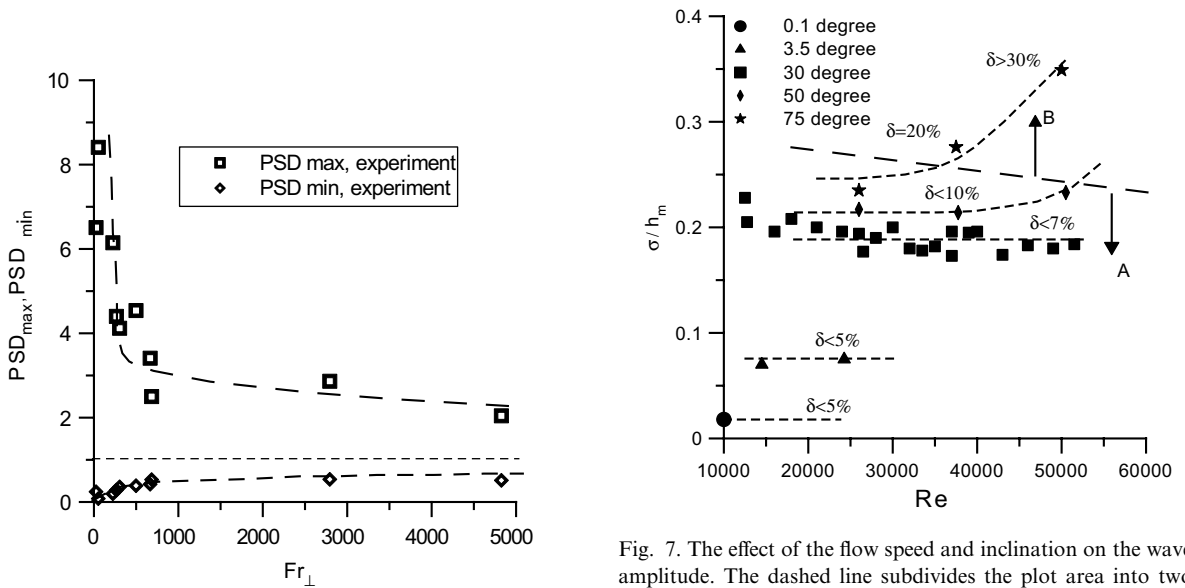 10
8
6
4
2
0
PSDmax, PSD min
PSD max, experiment
PSD min, experiment
0 1000 2000 3000 4000 5000
Fr⊥
0.4
0.3
0.2
0.1
0
σ/ hm
0.1 degree
3.5 degree
30 degree
50 degree
75 degree
δ>30%
δ=20%
B
δ<10%
δ<7%
A
δ<5%
δ<5%
10000 20000 30000 40000 50000 60000
Re
Fig. 7. The effect of the flow speed and inclination on the wave
amplitude. The dashed line subdivides the plot area into two